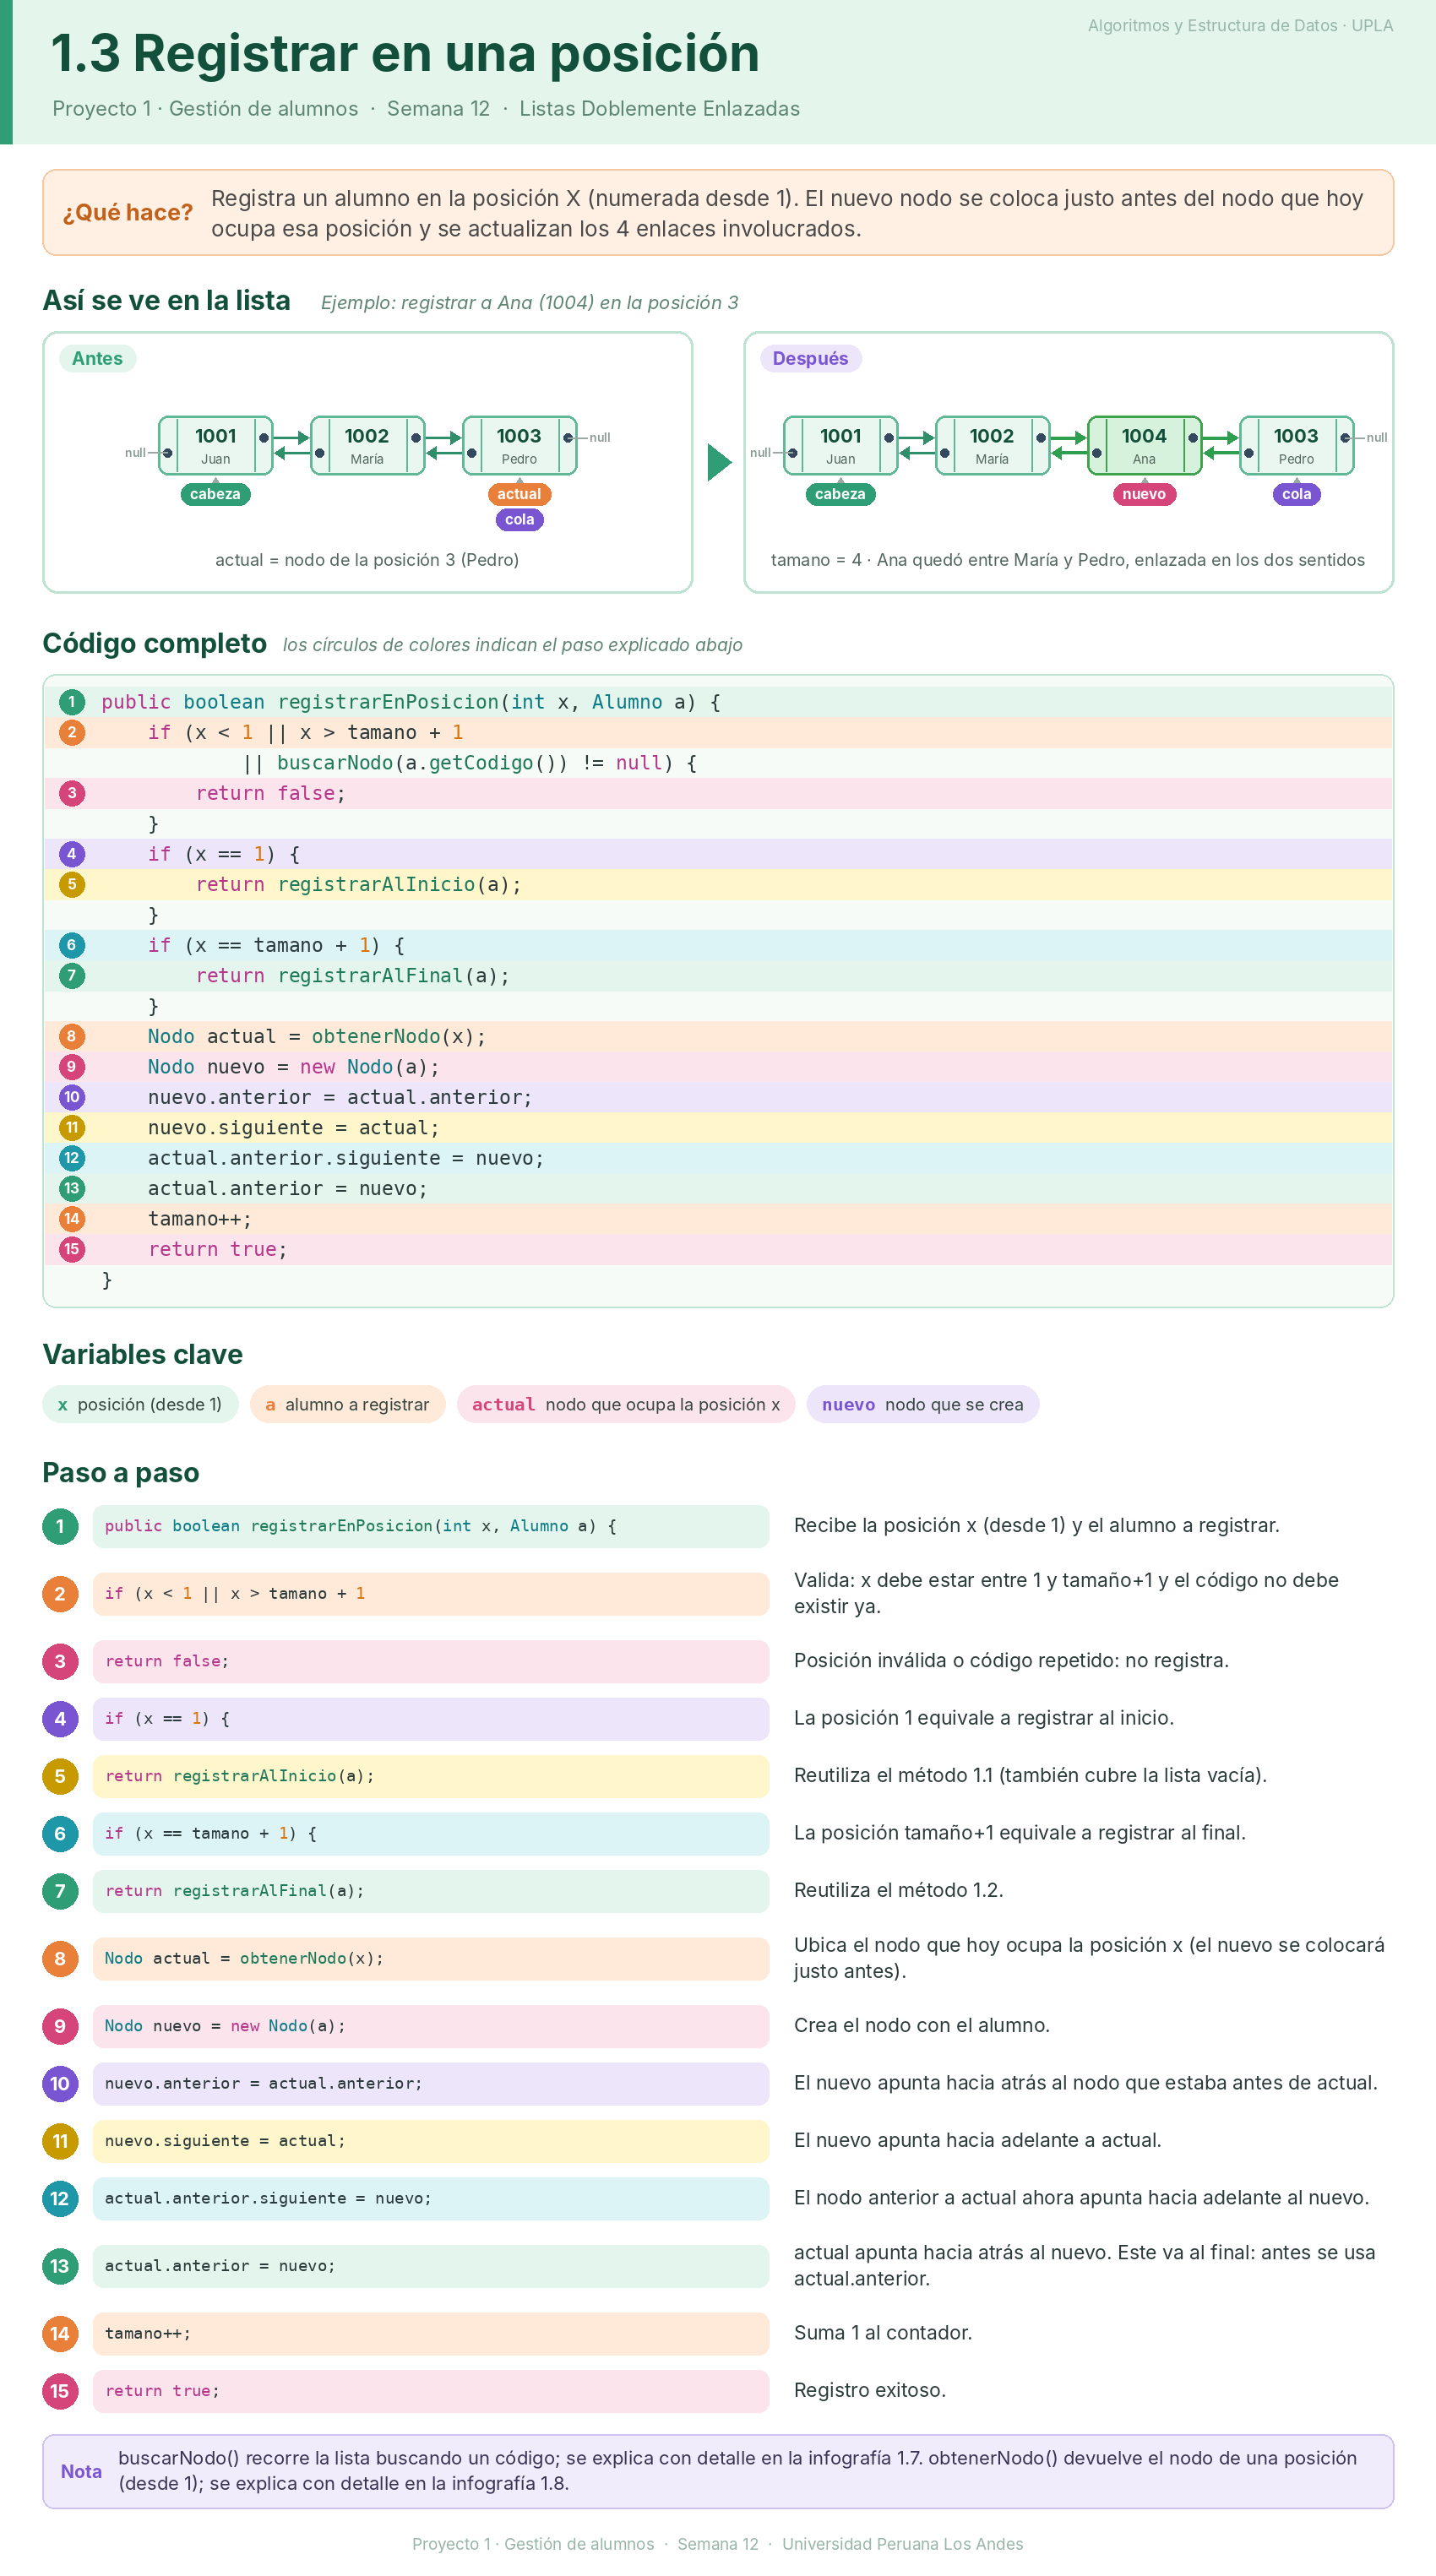 Algoritmos y Estructura de Datos · UPLA
1.3 Registrar en una posición
Proyecto 1 · Gestión de alumnos · Semana 12 · Listas Doblemente Enlazadas
¿Qué hace?
Registra un alumno en la posición X (numerada desde 1). El nuevo nodo se coloca justo antes del nodo que hoy
ocupa esa posición y se actualizan los 4 enlaces involucrados.
Así se ve en la lista
Ejemplo: registrar a Ana (1004) en la posición 3
Antes
null
1001
Juan
1002
María
1003
Pedro
null
cabeza
actual
cola
actual = nodo de la posición 3 (Pedro)
Después
null
1001
Juan
1002
María
1004
Ana
1003
Pedro
null
cabeza
nuevo
cola
tamano = 4 · Ana quedó entre María y Pedro, enlazada en los dos sentidos
Código completo
los círculos de colores indican el paso explicado abajo
1 public boolean registrarEnPosicion(int x, Alumno a) {
2 if (x < 1 || x > tamano + 1
|| buscarNodo(a.getCodigo()) != null) {
3 return false;
}
4 if (x == 1) {
5 return registrarAlInicio(a);
}
6 if (x == tamano + 1) {
7 return registrarAlFinal(a);
}
8 Nodo actual = obtenerNodo(x);
9 Nodo nuevo = new Nodo(a);
10 nuevo.anterior = actual.anterior;
11 nuevo.siguiente = actual;
12 actual.anterior.siguiente = nuevo;
13 actual.anterior = nuevo;
14 tamano++;
15 return true;
}
Variables clave
x posición (desde 1)
a alumno a registrar
actual nodo que ocupa la posición x
nuevo nodo que se crea
Paso a paso
1 public boolean registrarEnPosicion(int x, Alumno a) {
Recibe la posición x (desde 1) y el alumno a registrar.
2 if (x < 1 || x > tamano + 1
Valida: x debe estar entre 1 y tamaño+1 y el código no debe
existir ya.
3 return false;
Posición inválida o código repetido: no registra.
4 if (x == 1) {
La posición 1 equivale a registrar al inicio.
5 return registrarAlInicio(a);
Reutiliza el método 1.1 (también cubre la lista vacía).
6 if (x == tamano + 1) {
La posición tamaño+1 equivale a registrar al final.
7 return registrarAlFinal(a);
Reutiliza el método 1.2.
8 Nodo actual = obtenerNodo(x);
Ubica el nodo que hoy ocupa la posición x (el nuevo se colocará
justo antes).
9 Nodo nuevo = new Nodo(a);
Crea el nodo con el alumno.
10 nuevo.anterior = actual.anterior;
El nuevo apunta hacia atrás al nodo que estaba antes de actual.
11 nuevo.siguiente = actual;
El nuevo apunta hacia adelante a actual.
12 actual.anterior.siguiente = nuevo;
El nodo anterior a actual ahora apunta hacia adelante al nuevo.
13 actual.anterior = nuevo;
actual apunta hacia atrás al nuevo. Este va al final: antes se usa
actual.anterior.
14 tamano++;
Suma 1 al contador.
15 return true;
Registro exitoso.
Nota
buscarNodo() recorre la lista buscando un código; se explica con detalle en la infografía 1.7. obtenerNodo() devuelve el nodo de una posición
(desde 1); se explica con detalle en la infografía 1.8.
Proyecto 1 · Gestión de alumnos · Semana 12 · Universidad Peruana Los Andes